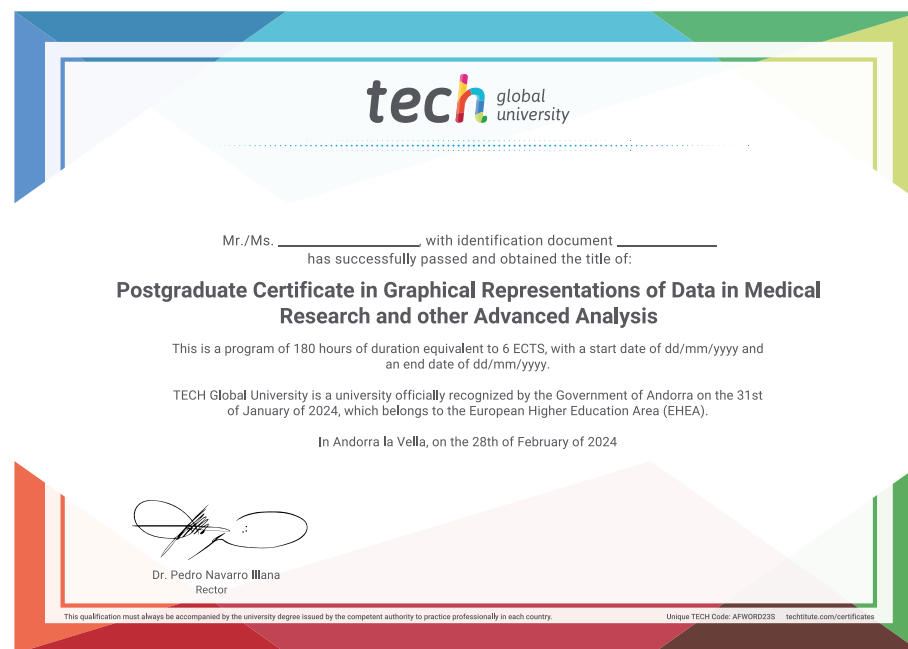 tech global
university
Mr./Ms. ____________, with identification document ____________
has successfully passed and obtained the title of:
Postgraduate Certificate in Graphical Representations of Data in Medical
Research and other Advanced Analysis
This is a program of 180 hours of duration equivalent to 6 ECTS, with a start date of dd/mm/yyyy and
an end date of dd/mm/yyyy.
TECH Global University is a university officially recognized by the Government of Andorra on the 31st
of January of 2024, which belongs to the European Higher Education Area (EHEA).
In Andorra la Vella, on the 28th of February of 2024
Dr. Pedro Navarro Illana
Rector
This qualification must always be accompanied by the university degree issued by the competent authority to practice professionally in each country.
Unique TECH Code: AFWORD23S techtitute.com/certificates